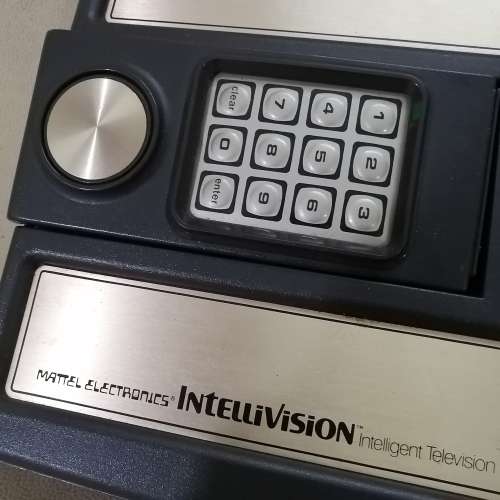 1 2 3
4 5 6
7 8 9
clear 0 enter
MATTEL ELECTRONICS® INTELLIVISION™ Intelligent Television